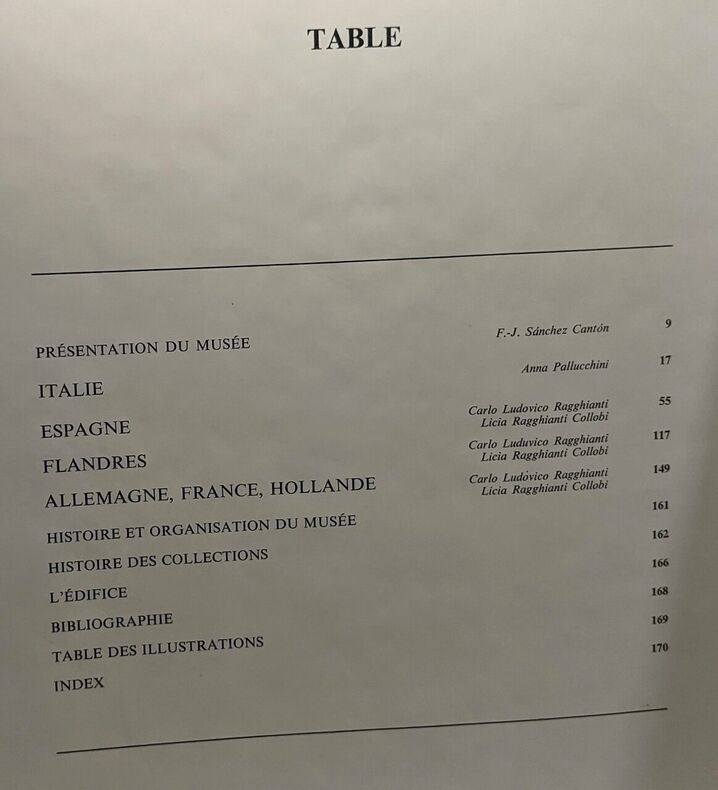 TABLE
PRÉSENTATION DU MUSÉE F.-J. Sánchez Cantón 9
ITALIE Anna Pallucchini 17
ESPAGNE Carlo Ludovico Ragghianti 55
Licia Ragghianti Collobi
FLANDRES Carlo Luduvico Ragghianti 117
Licia Ragghianti Collobi
ALLEMAGNE, FRANCE, HOLLANDE Carlo Ludovico Ragghianti 149
Licia Ragghianti Collobi
HISTOIRE ET ORGANISATION DU MUSÉE 161
HISTOIRE DES COLLECTIONS 162
L'ÉDIFICE 166
BIBLIOGRAPHIE 168
TABLE DES ILLUSTRATIONS 169
INDEX 170